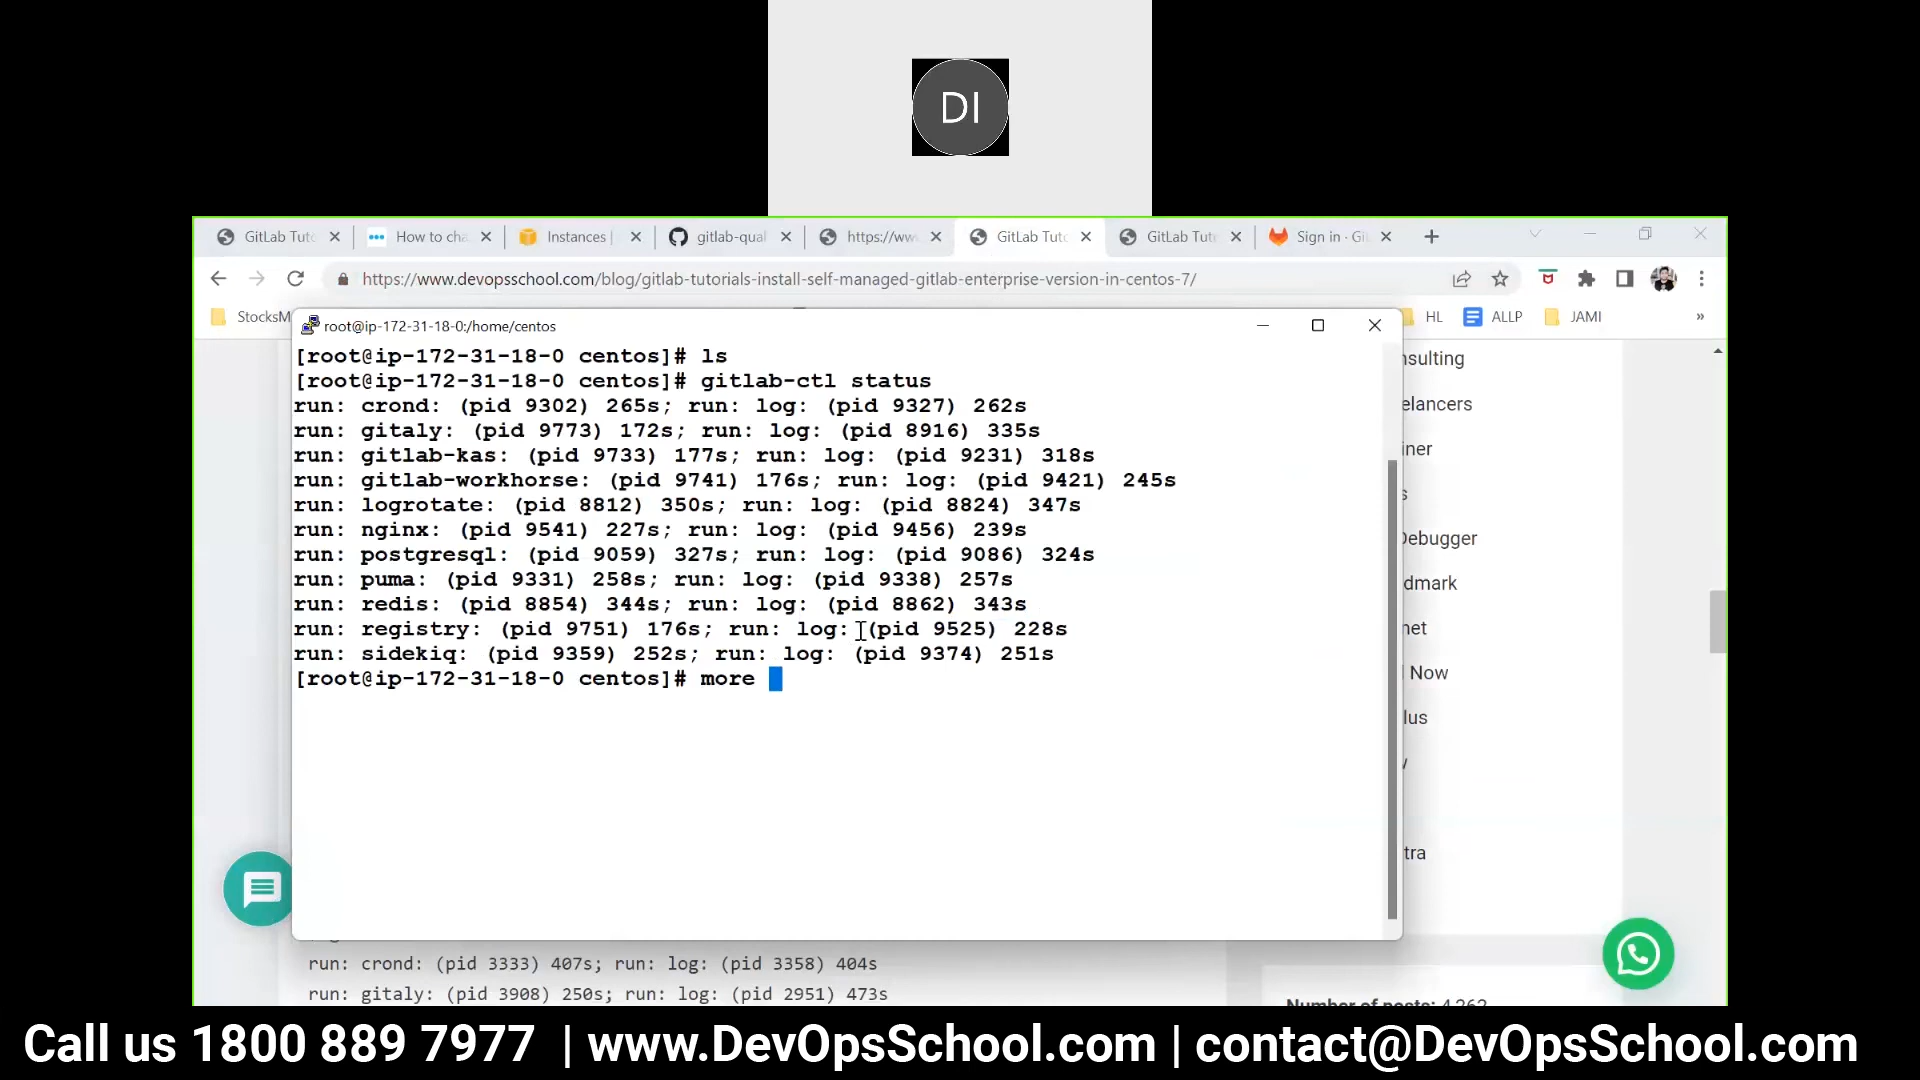 DI
GitLab Tuto
How to cha
Instances |
gitlab-qual
https://ww
GitLab Tuto
GitLab Tut
Sign in · Git
https://www.devopsschool.com/blog/gitlab-tutorials-install-self-managed-gitlab-enterprise-version-in-centos-7/
StocksM
HL
ALLP
JAMI
»
root@ip-172-31-18-0:/home/centos
[root@ip-172-31-18-0 centos]# ls
[root@ip-172-31-18-0 centos]# gitlab-ctl status
run: crond: (pid 9302) 265s; run: log: (pid 9327) 262s
run: gitaly: (pid 9773) 172s; run: log: (pid 8916) 335s
run: gitlab-kas: (pid 9733) 177s; run: log: (pid 9231) 318s
run: gitlab-workhorse: (pid 9741) 176s; run: log: (pid 9421) 245s
run: logrotate: (pid 8812) 350s; run: log: (pid 8824) 347s
run: nginx: (pid 9541) 227s; run: log: (pid 9456) 239s
run: postgresql: (pid 9059) 327s; run: log: (pid 9086) 324s
run: puma: (pid 9331) 258s; run: log: (pid 9338) 257s
run: redis: (pid 8854) 344s; run: log: (pid 8862) 343s
run: registry: (pid 9751) 176s; run: log: (pid 9525) 228s
run: sidekiq: (pid 9359) 252s; run: log: (pid 9374) 251s
[root@ip-172-31-18-0 centos]# more
nsulting
elancers
iner
s
Debugger
dmark
net
l Now
lus
tra
run: crond: (pid 3333) 407s; run: log: (pid 3358) 404s
run: gitaly: (pid 3908) 250s; run: log: (pid 2951) 473s
Number of posts: 4,262
Call us 1800 889 7977 | www.DevOpsSchool.com | contact@DevOpsSchool.com